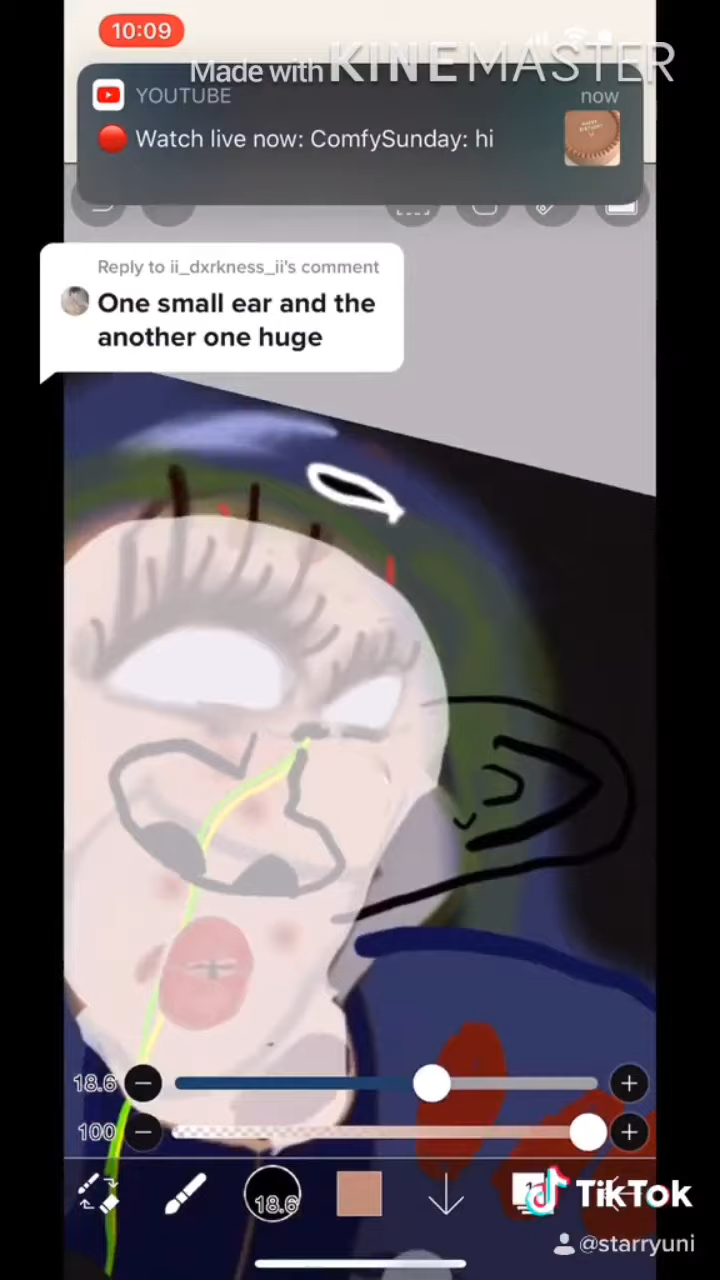 10:09
Made with KINEMASTER
YOUTUBE
now
Watch live now: ComfySunday: hi
Reply to ii_dxrkness_ii's comment
One small ear and the
another one huge
18.6
100
18.6
TikTok
@starryuni